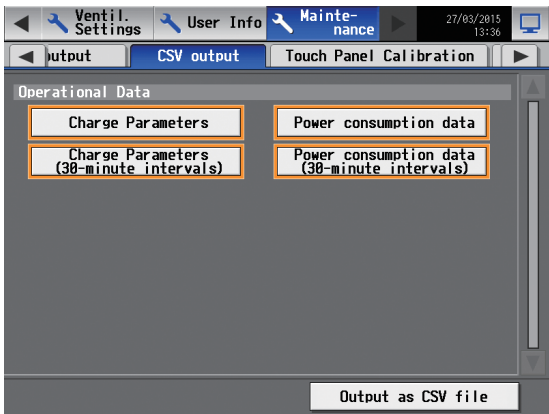 Ventil.
Settings
User Info
Mainte-
nance
27/03/2015
13:36
utput
CSV output
Touch Panel Calibration
Operational Data
Charge Parameters
Power consumption data
Charge Parameters
(30-minute intervals)
Power consumption data
(30-minute intervals)
Output as CSV file